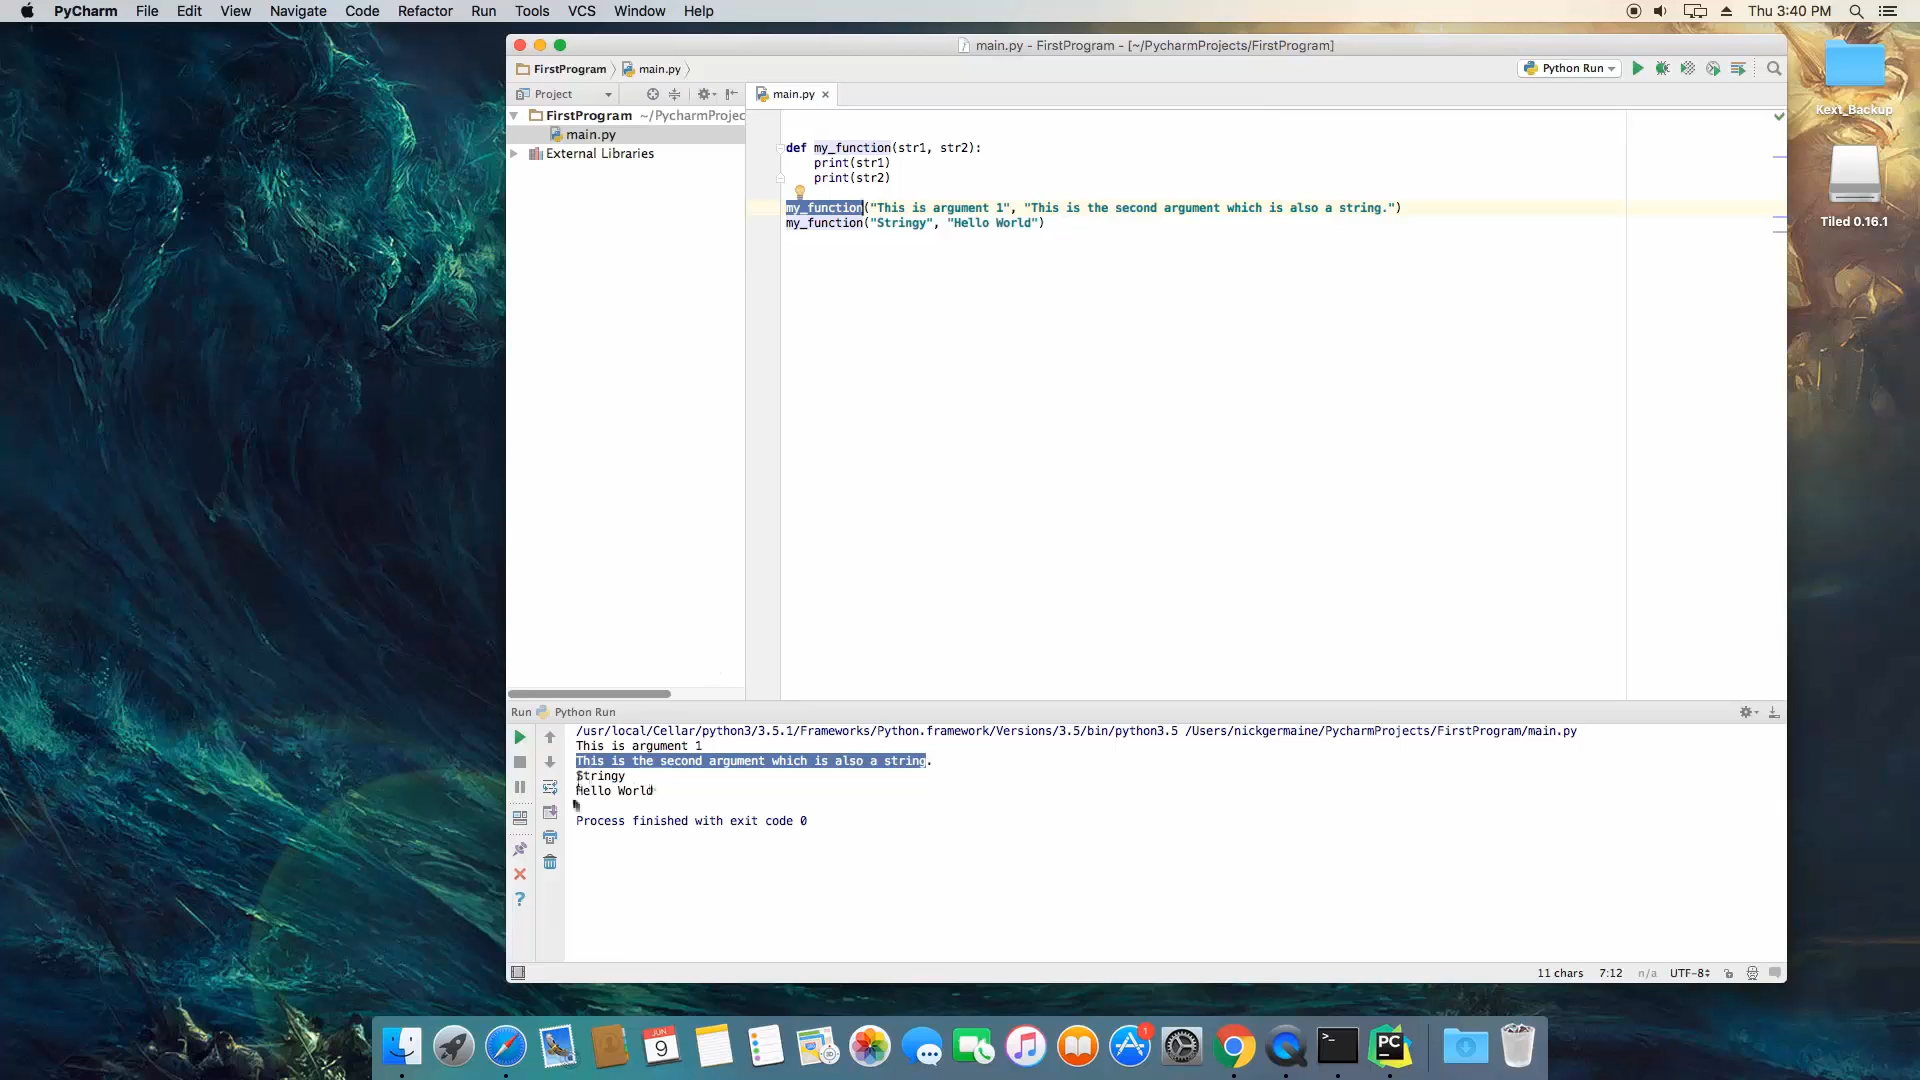 PyCharm File Edit View Navigate Code Refactor Run Tools VCS Window Help Thu 3:40 PM
main.py - FirstProgram - [~/PycharmProjects/FirstProgram]
FirstProgram main.py Python Run
Project main.py
FirstProgram ~/PycharmProjec
main.py
External Libraries
def my_function(str1, str2):
print(str1)
print(str2)
my_function("This is argument 1", "This is the second argument which is also a string.")
my_function("Stringy", "Hello World")
Kext_Backup
Tiled 0.16.1
Run Python Run
/usr/local/Cellar/python3/3.5.1/Frameworks/Python.framework/Versions/3.5/bin/python3.5 /Users/nickgermaine/PycharmProjects/FirstProgram/main.py
This is argument 1
This is the second argument which is also a string.
Stringy
Hello World
Process finished with exit code 0
11 chars 7:12 n/a UTF-8
JUN
9
1
PC